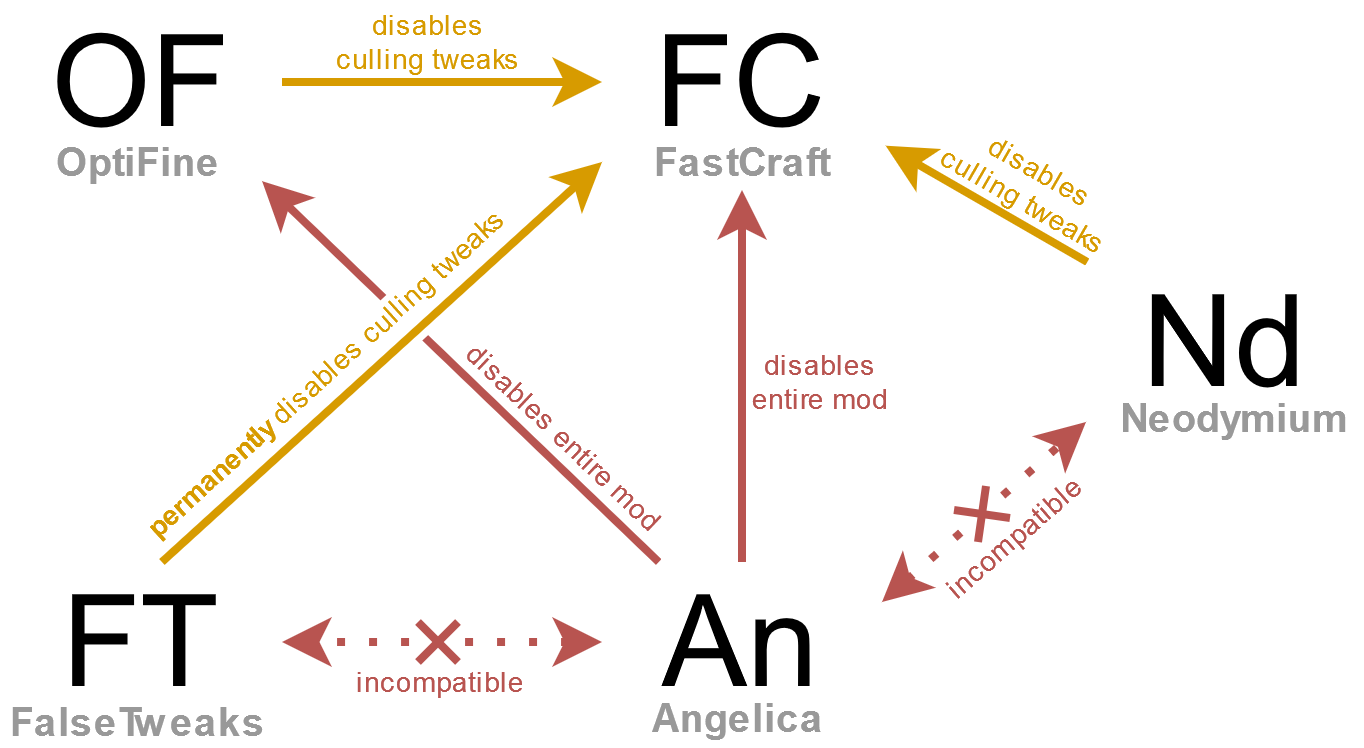 disables
culling tweaks
OF
OptiFine
FC
FastCraft
disables
culling tweaks
permanently disables culling tweaks
disables entire mod
disables
entire mod
Nd
Neodymium
incompatible
FT
FalseTweaks
incompatible
An
Angelica